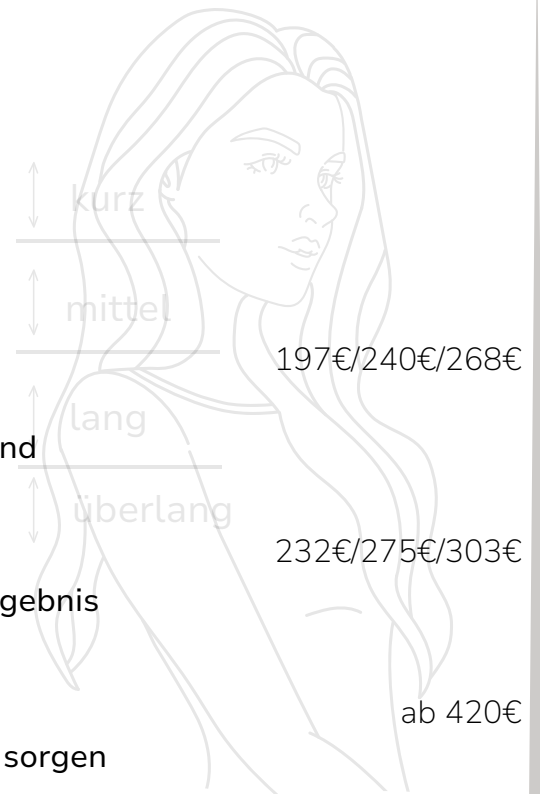 kurz
mittel
197€/240€/268€
lang
nd
überlang
232€/275€/303€
gebnis
ab 420€
sorgen